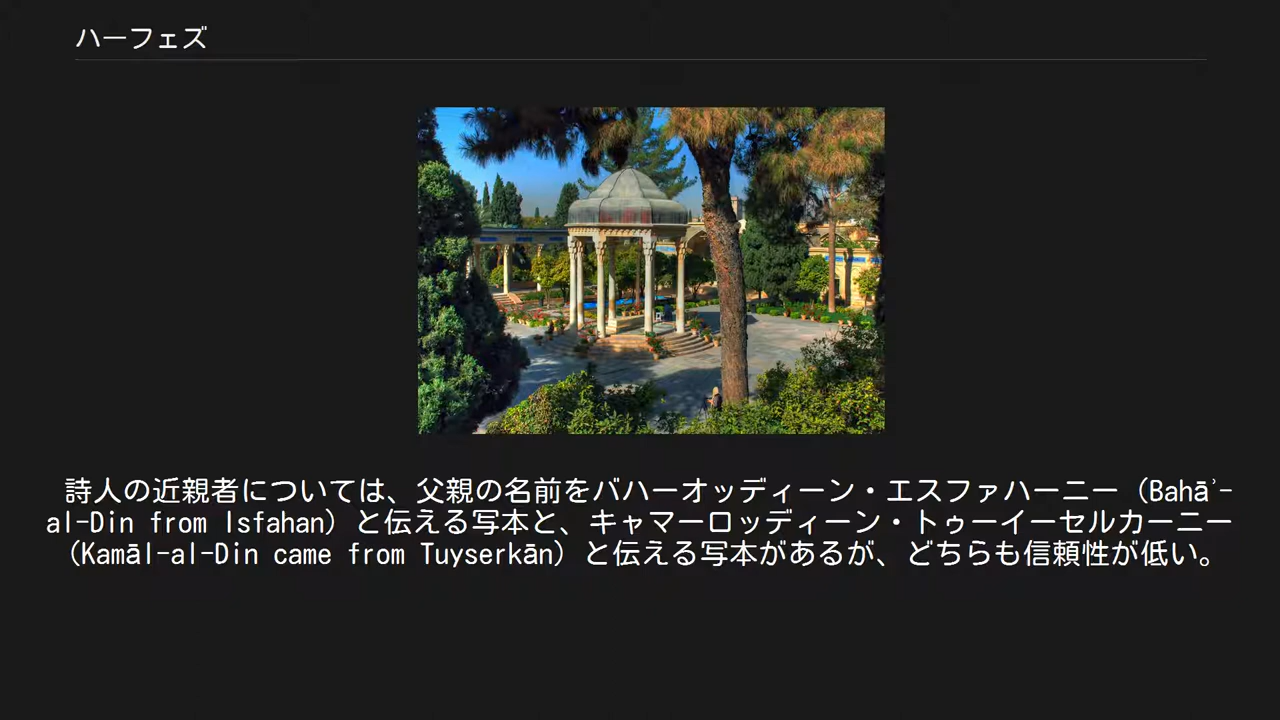 ハーフェズ
詩人の近親者については、父親の名前をバハーオッディーン・エスファハーニー（Bahāʾ-
al-Din from Isfahan）と伝える写本と、キャマーロッディーン・トゥーイーセルカーニー
（Kamāl-al-Din came from Tuyserkān）と伝える写本があるが、どちらも信頼性が低い。